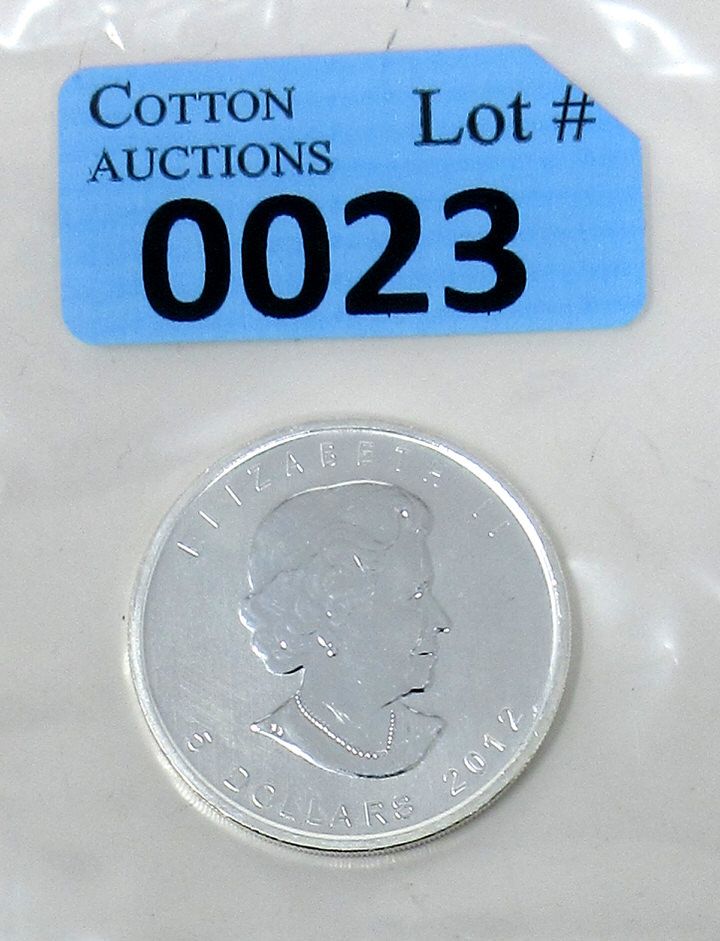 COTTON
AUCTIONS
Lot #
0023
ELIZABETH II
5 DOLLARS 2012